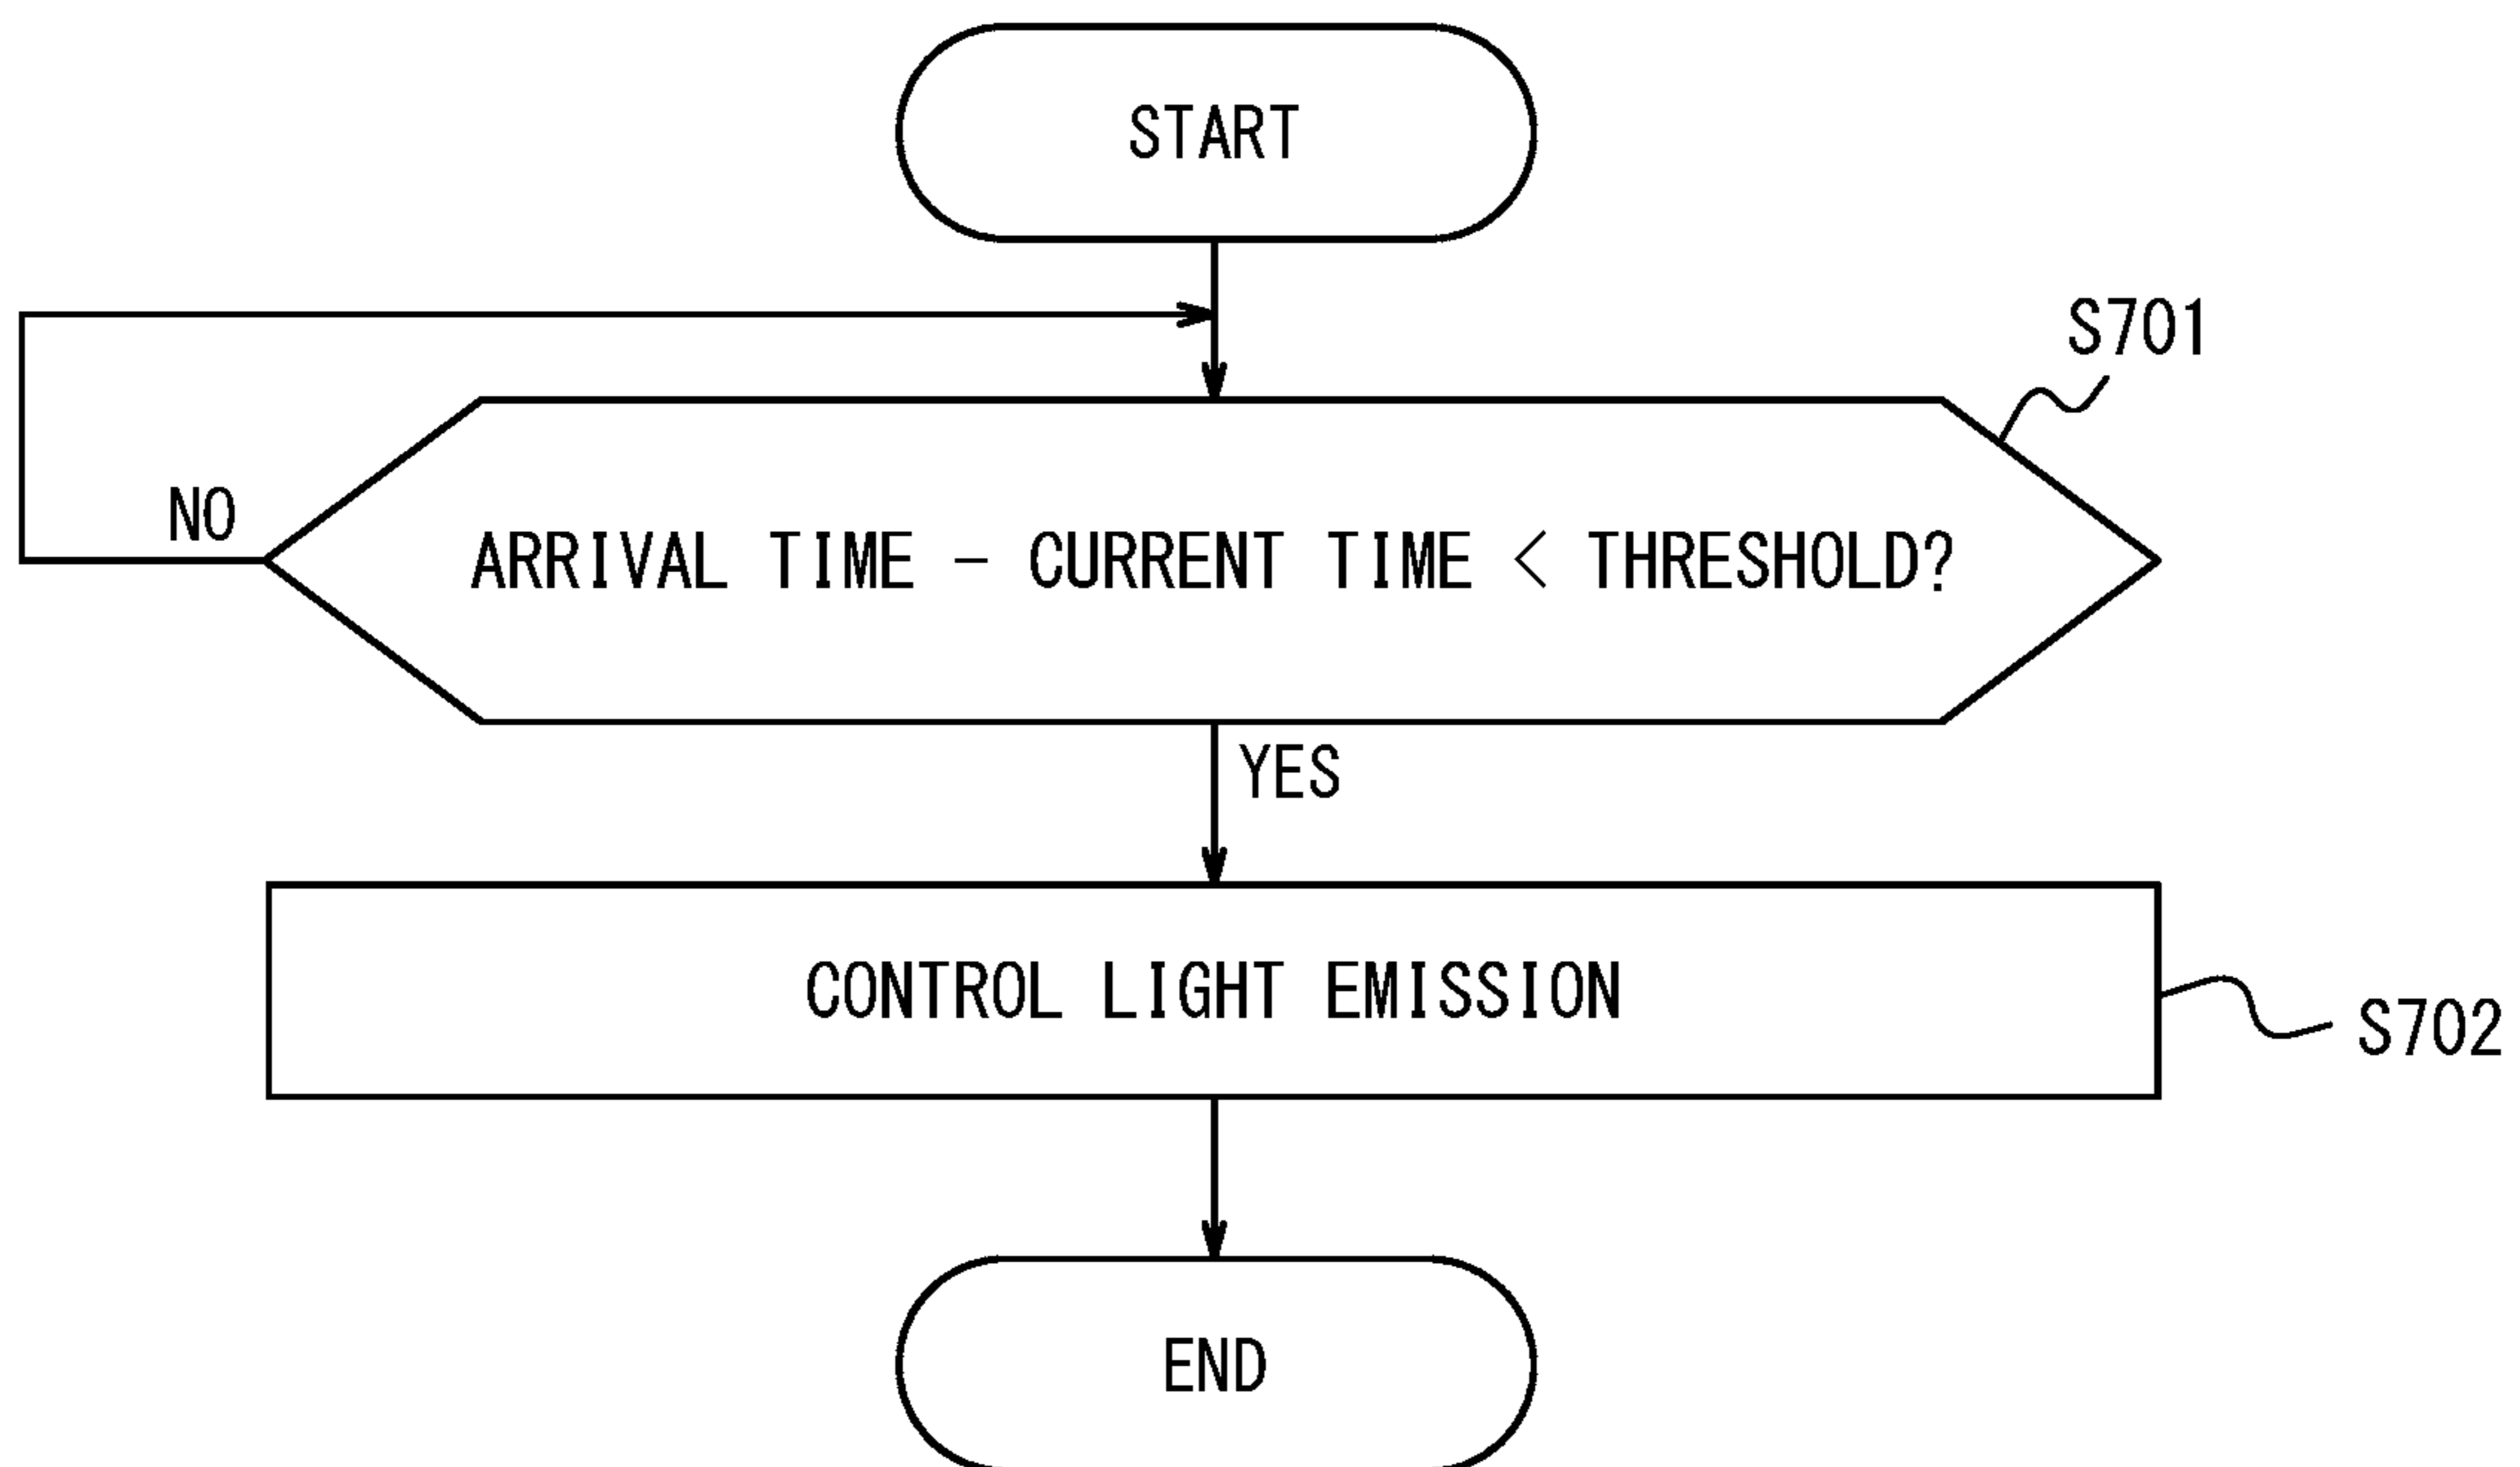 START
S701
NO
ARRIVAL TIME - CURRENT TIME < THRESHOLD?
YES
CONTROL LIGHT EMISSION
S702
END